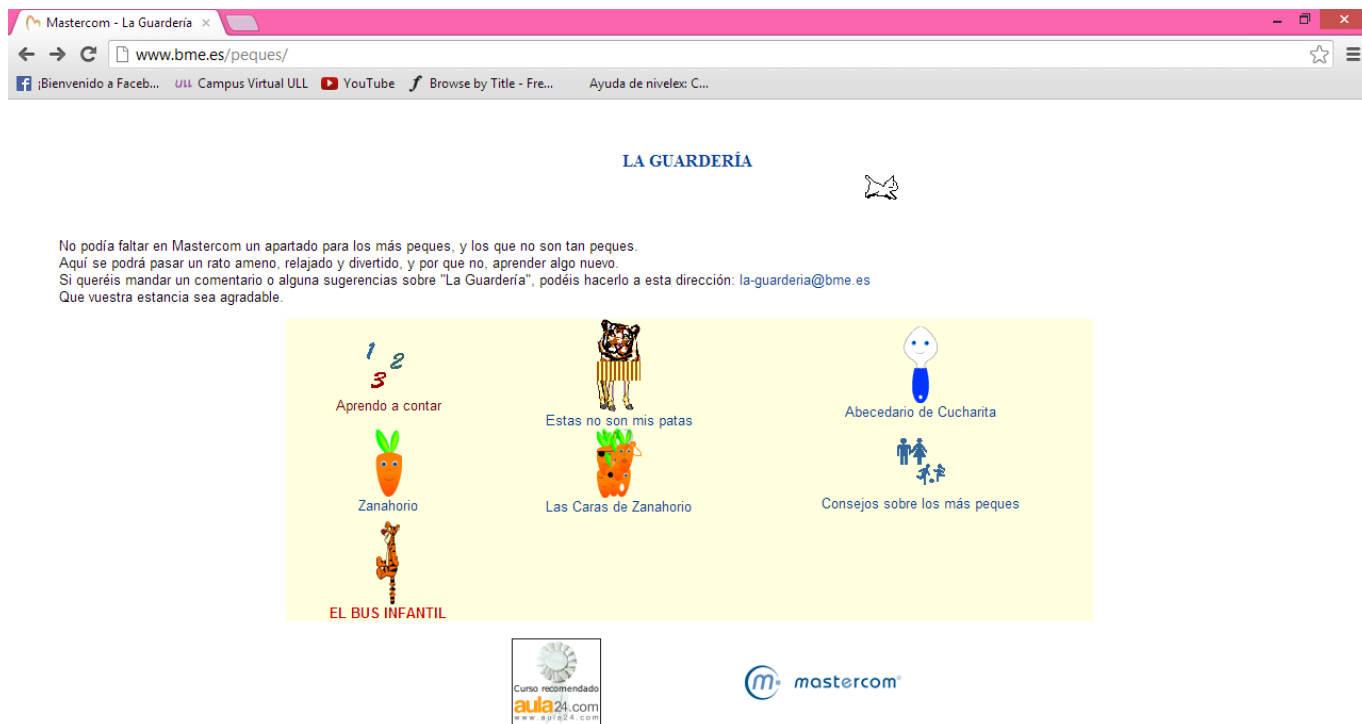 Mastercom - La Guardería
www.bme.es/peques/
¡Bienvenido a Faceb...
ULL Campus Virtual ULL
YouTube
Browse by Title - Fre...
Ayuda de nivelex: C...
LA GUARDERÍA
No podía faltar en Mastercom un apartado para los más peques, y los que no son tan peques.
Aquí se podrá pasar un rato ameno, relajado y divertido, y por que no, aprender algo nuevo.
Si queréis mandar un comentario o alguna sugerencias sobre "La Guardería", podéis hacerlo a esta dirección: la-guarderia@bme.es
Que vuestra estancia sea agradable.
1 2
3
Aprendo a contar
Estas no son mis patas
Abecedario de Cucharita
Zanahorio
Las Caras de Zanahorio
Consejos sobre los más peques
EL BUS INFANTIL
Curso recomendado
aula24.com
www.aula24.com
m mastercom